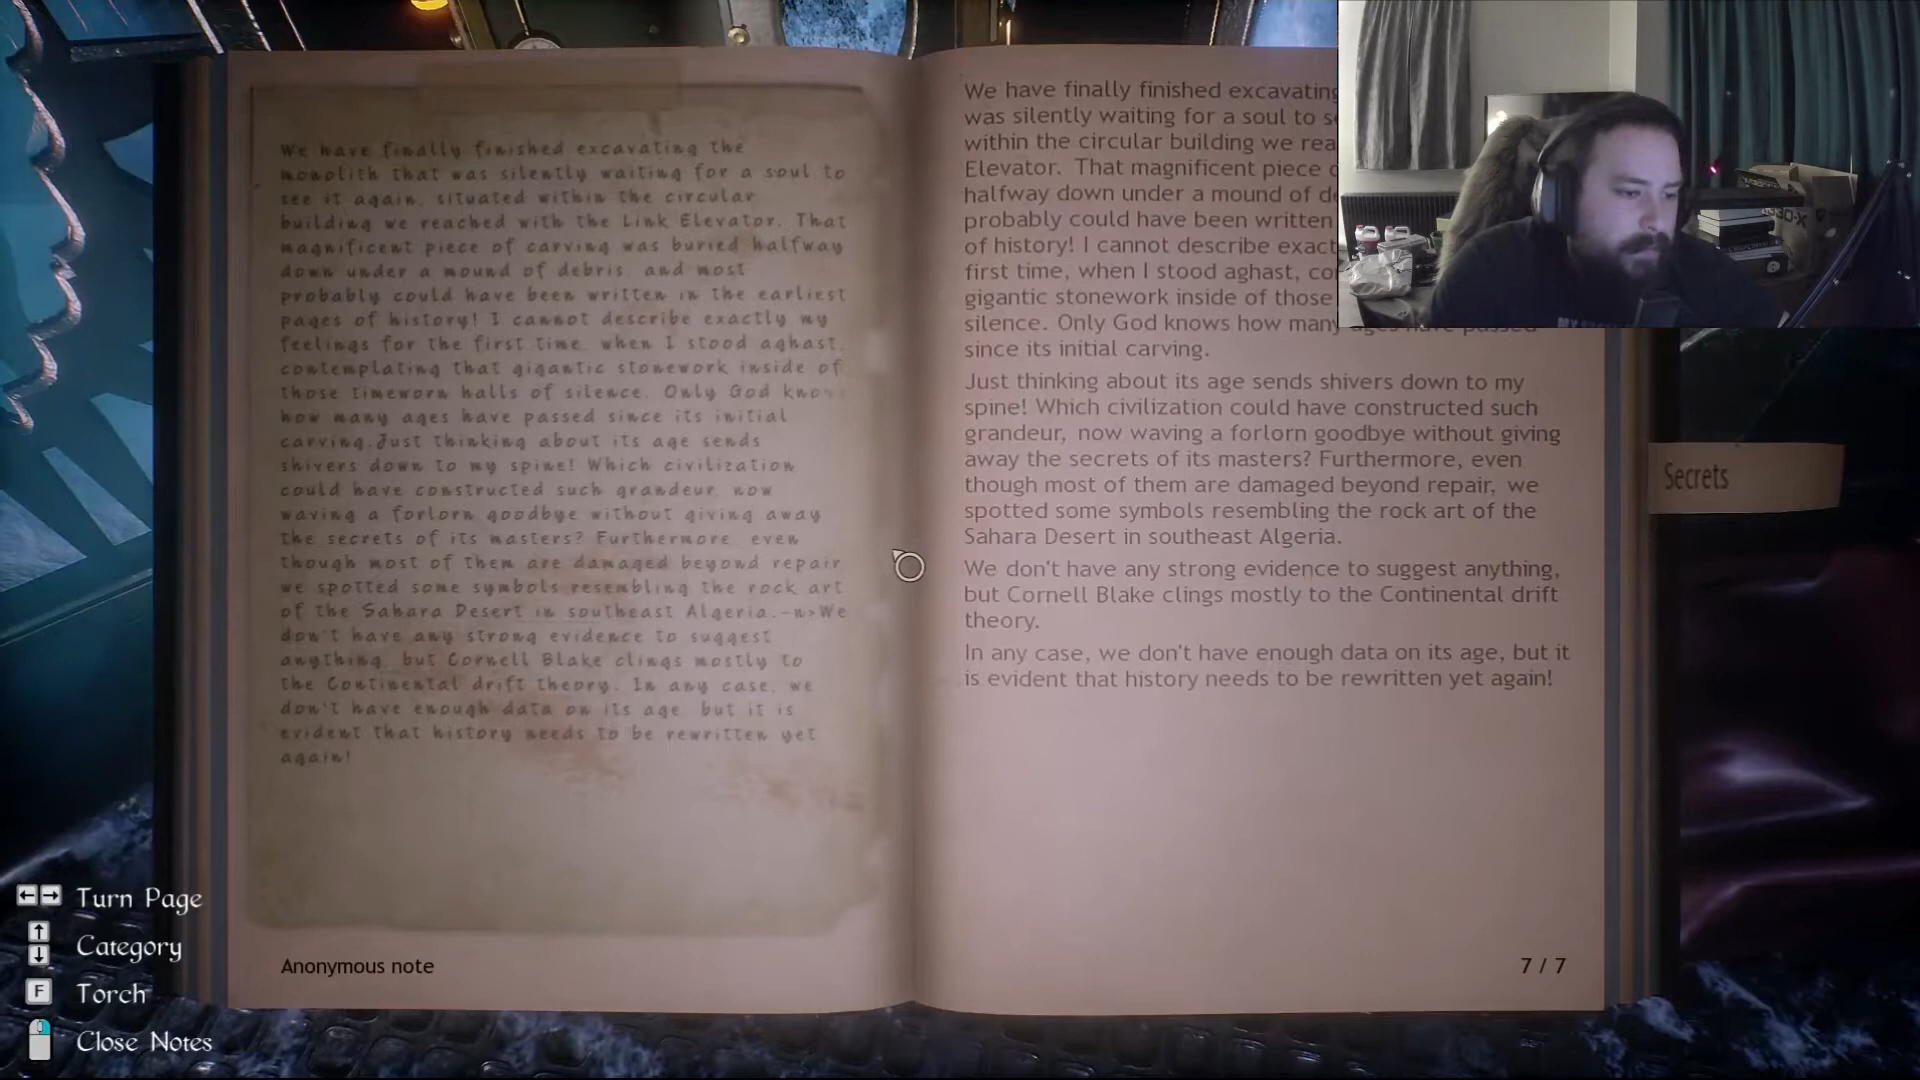 We have finally finished excavating the
monolith that was silently waiting for a soul to
see it again, situated within the circular
building we reached with the Link Elevator. That
magnificent piece of carving was buried halfway
down under a mound of debris, and most
probably could have been written in the earliest
pages of history! I cannot describe exactly my
feelings for the first time, when I stood aghast,
contemplating that gigantic stonework inside of
those timeworn halls of silence. Only God knows
how many ages have passed since its initial
carving.Just thinking about its age sends
shivers down to my spine! Which civilization
could have constructed such grandeur, now
waving a forlorn goodbye without giving away
the secrets of its masters? Furthermore, even
though most of them are damaged beyond repair,
we spotted some symbols resembling the rock art
of the Sahara Desert in southeast Algeria.-n>We
don't have any strong evidence to suggest
anything, but Cornell Blake clings mostly to
the Continental drift theory. In any case, we
don't have enough data on its age, but it is
evident that history needs to be rewritten yet
again!
Anonymous note
We have finally finished excavating
was silently waiting for a soul to
within the circular building we
Elevator. That magnificent piece
halfway down under a mound of
probably could have been written
of history! I cannot describe
first time, when I stood aghast,
gigantic stonework inside of those
silence. Only God knows how many ages have passed
since its initial carving.
Just thinking about its age sends shivers down to my
spine! Which civilization could have constructed such
grandeur, now waving a forlorn goodbye without giving
away the secrets of its masters? Furthermore, even
though most of them are damaged beyond repair, we
spotted some symbols resembling the rock art of the
Sahara Desert in southeast Algeria.
We don't have any strong evidence to suggest anything,
but Cornell Blake clings mostly to the Continental drift
theory.
In any case, we don't have enough data on its age, but it
is evident that history needs to be rewritten yet again!
7 / 7
Secrets
Turn Page
Category
F Torch
Close Notes